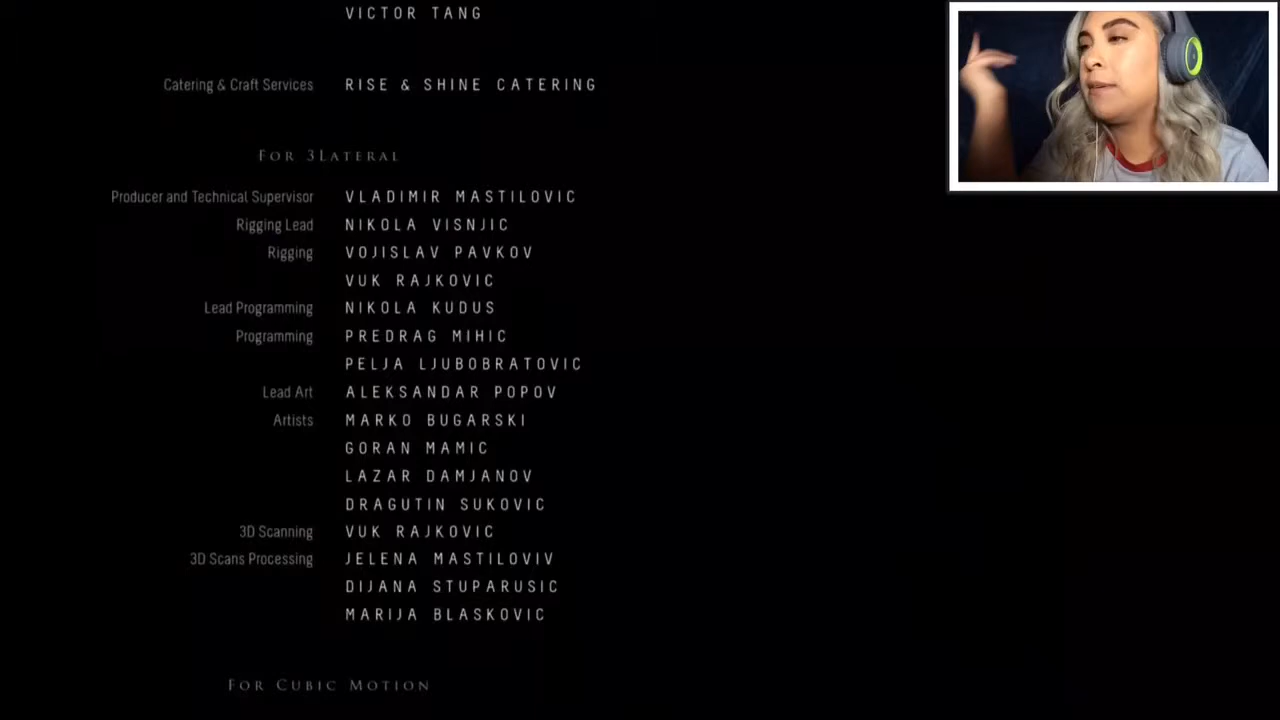 VICTOR TANG
Catering & Craft Services RISE & SHINE CATERING
FOR 3LATERAL
Producer and Technical Supervisor VLADIMIR MASTILOVIC
Rigging Lead NIKOLA VISNJIC
Rigging VOJISLAV PAVKOV
VUK RAJKOVIC
Lead Programming NIKOLA KUDUS
Programming PREDRAG MIHIC
PELJA LJUBOBRATOVIC
Lead Art ALEKSANDAR POPOV
Artists MARKO BUGARSKI
GORAN MAMIC
LAZAR DAMJANOV
DRAGUTIN SUKOVIC
3D Scanning VUK RAJKOVIC
3D Scans Processing JELENA MASTILOVIV
DIJANA STUPARUSIC
MARIJA BLASKOVIC
FOR CUBIC MOTION